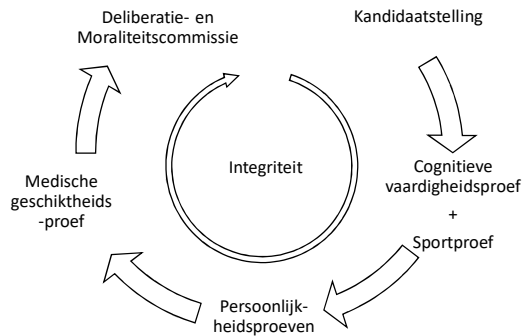 Deliberatie- en
Moraliteitscommissie
Kandidaatstelling
Integriteit
Cognitieve
vaardigheidsproef
+
Sportproef
Medische
geschiktheids
-proef
Persoonlijk-
heidsproeven